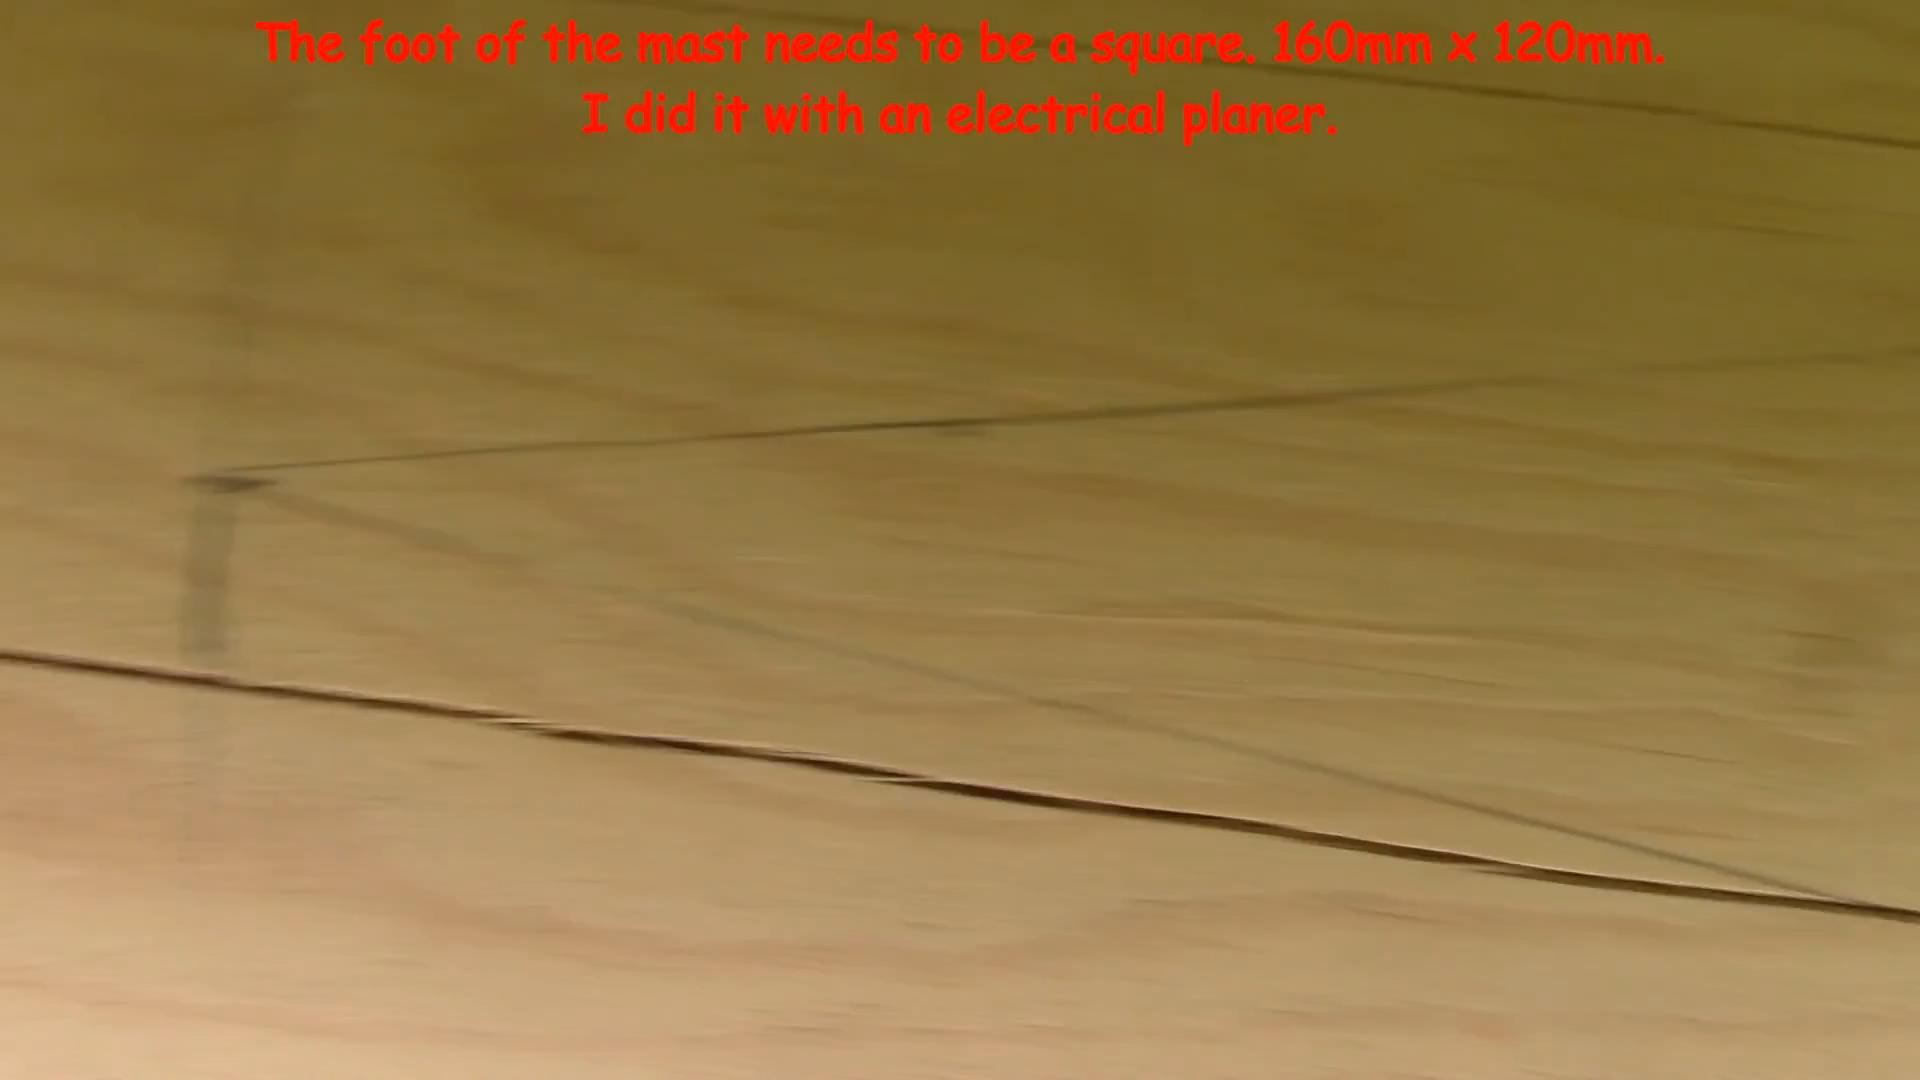 The foot of the mast needs to be a square. 160mm x 120mm.
I did it with an electrical planer.